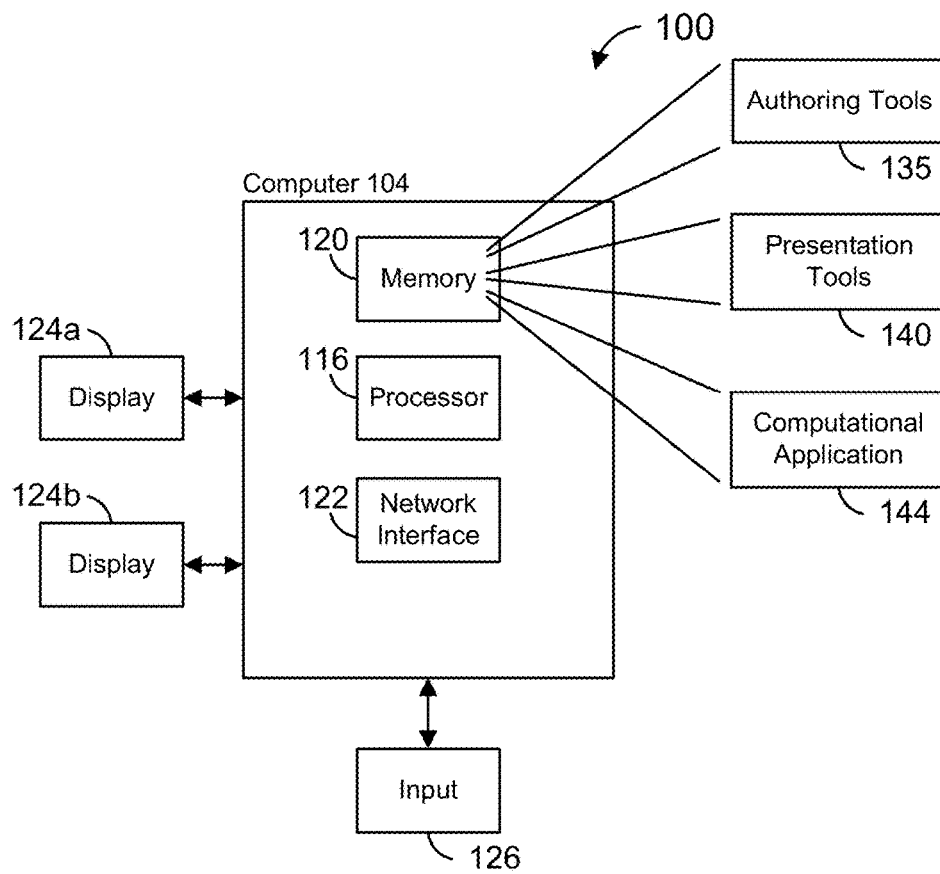 100
Authoring Tools
135
Computer 104
120
Memory
Presentation
Tools
140
124a
Display
116
Processor
Computational
Application
144
124b
Display
122
Network
Interface
Input
126